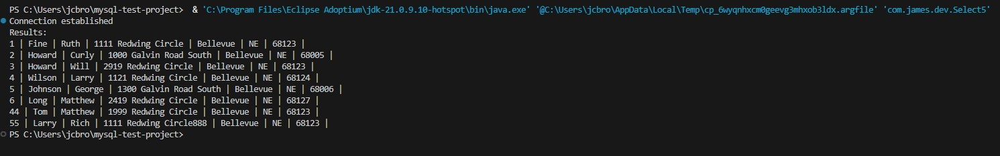 PS C:\Users\jcbro\mysql-test-project>  & 'C:\Program Files\Eclipse Adoptium\jdk-21.0.9.10-hotspot\bin\java.exe' '@C:\Users\jcbro\AppData\Local\Temp\cp_6wyqnhxcm0geevg3mhxob3ldx.argfile' 'com.james.dev.Select5'
Connection established
Results:
1 | Fine | Ruth | 1111 Redwing Circle | Bellevue | NE | 68123 |
2 | Howard | Curly | 1000 Galvin Road South | Bellevue | NE | 68005 |
3 | Howard | Will | 2919 Redwing Circle | Bellevue | NE | 68123 |
4 | Wilson | Larry | 1121 Redwing Circle | Bellevue | NE | 68124 |
5 | Johnson | George | 1300 Galvin Road South | Bellevue | NE | 68006 |
6 | Long | Matthew | 2419 Redwing Circle | Bellevue | NE | 68127 |
44 | Tom | Matthew | 1999 Redwing Circle | Bellevue | NE | 68123 |
55 | Larry | Rich | 1111 Redwing Circle888 | Bellevue | NE | 68123 |
PS C:\Users\jcbro\mysql-test-project>